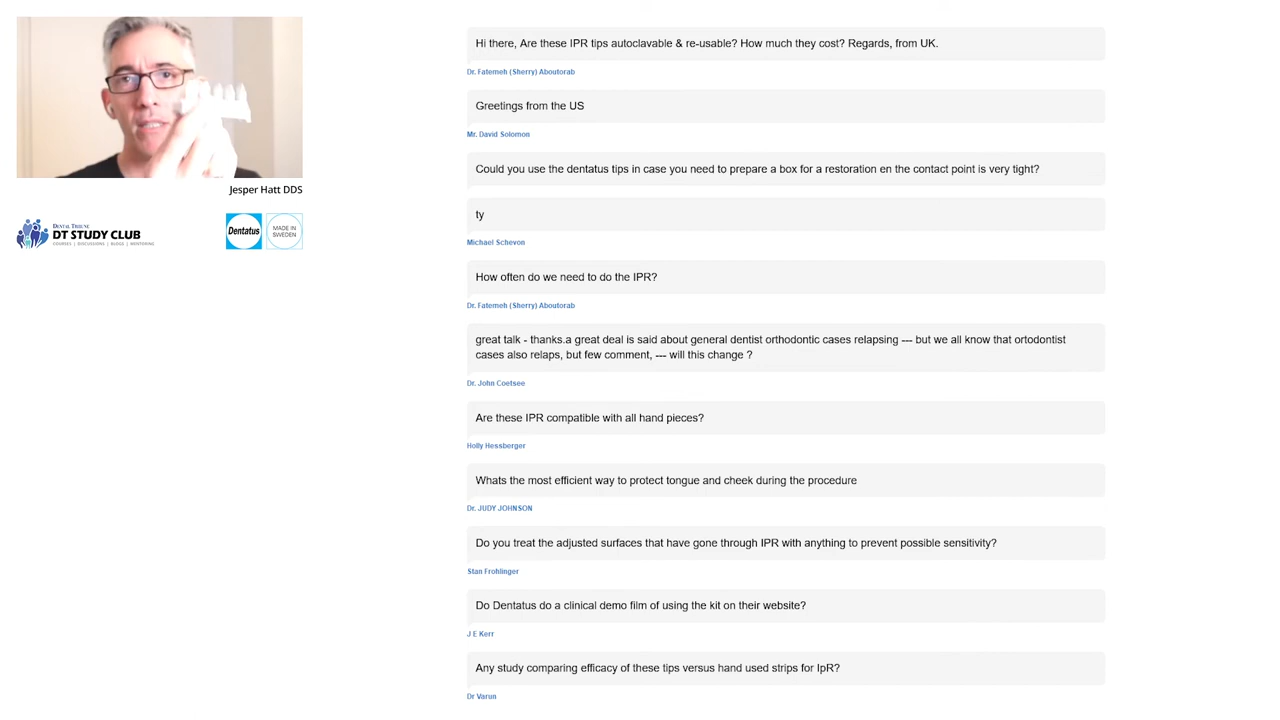 Jesper Hatt DDS
DENTAL TRIBUNE
DT STUDY CLUB
COURSES | DISCUSSIONS | BLOGS | MENTORING
Dentatus
MADE IN
SWEDEN
Hi there, Are these IPR tips autoclavable & re-usable? How much they cost? Regards, from UK.
Dr. Fatemeh (Sherry) Aboutorab
Greetings from the US
Mr. David Solomon
Could you use the dentatus tips in case you need to prepare a box for a restoration en the contact point is very tight?
ty
Michael Schevon
How often do we need to do the IPR?
Dr. Fatemeh (Sherry) Aboutorab
great talk - thanks.a great deal is said about general dentist orthodontic cases relapsing --- but we all know that ortodontist
cases also relaps, but few comment, --- will this change ?
Dr. John Coetsee
Are these IPR compatible with all hand pieces?
Holly Hessberger
Whats the most efficient way to protect tongue and cheek during the procedure
Dr. JUDY JOHNSON
Do you treat the adjusted surfaces that have gone through IPR with anything to prevent possible sensitivity?
Stan Frohlinger
Do Dentatus do a clinical demo film of using the kit on their website?
J E Kerr
Any study comparing efficacy of these tips versus hand used strips for IpR?
Dr Varun